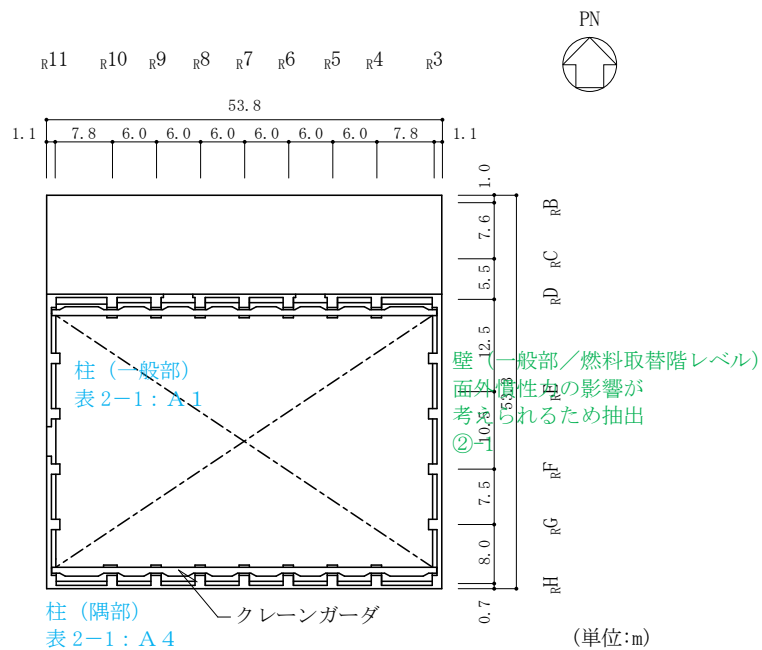 PN
R11 R10 R9 R8 R7 R6 R5 R4 R3
53.8
1.1 7.8 6.0 6.0 6.0 6.0 6.0 6.0 7.8 1.1
1.0
RB
7.6
RC
5.5
RD
12.5
壁（一般部／燃料取替階レベル）
面外慣性力の影響が
考えられるため抽出
②-1
53.8
RE
柱（一般部）
表2-1：A1
10.5
RF
7.5
RG
8.0
RH
0.7
柱（隅部）
表2-1：A4
クレーンガーダ
(単位:m)